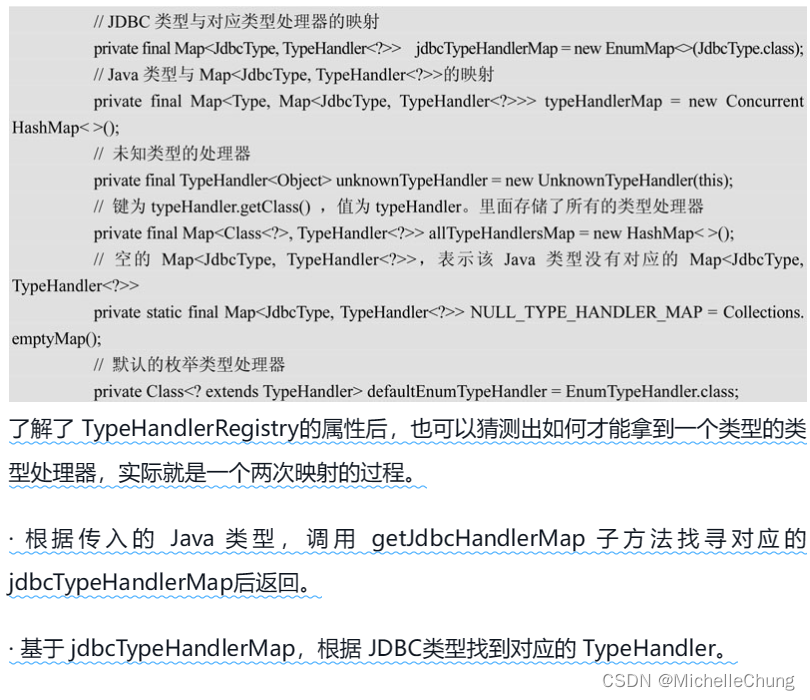 // JDBC 类型与对应类型处理器的映射
private final Map<JdbcType, TypeHandler<?>> jdbcTypeHandlerMap = new EnumMap<>(JdbcType.class);
// Java 类型与 Map<JdbcType, TypeHandler<?>>的映射
private final Map<Type, Map<JdbcType, TypeHandler<?>>> typeHandlerMap = new Concurrent
HashMap< >();
// 未知类型的处理器
private final TypeHandler<Object> unknownTypeHandler = new UnknownTypeHandler(this);
// 键为 typeHandler.getClass() ，值为 typeHandler。里面存储了所有的类型处理器
private final Map<Class<?>, TypeHandler<?>> allTypeHandlersMap = new HashMap< >();
// 空的 Map<JdbcType, TypeHandler<?>>，表示该 Java 类型没有对应的 Map<JdbcType,
TypeHandler<?>>
private static final Map<JdbcType, TypeHandler<?>> NULL_TYPE_HANDLER_MAP = Collections.
emptyMap();
// 默认的枚举类型处理器
private Class<? extends TypeHandler> defaultEnumTypeHandler = EnumTypeHandler.class;
了解了 TypeHandlerRegistry的属性后，也可以猜测出如何才能拿到一个类型的类
型处理器，实际就是一个两次映射的过程。
· 根据传入的 Java 类型，调用 getJdbcHandlerMap 子方法找寻对应的
jdbcTypeHandlerMap后返回。
· 基于 jdbcTypeHandlerMap，根据 JDBC类型找到对应的 TypeHandler。
CSDN @MichelleChung